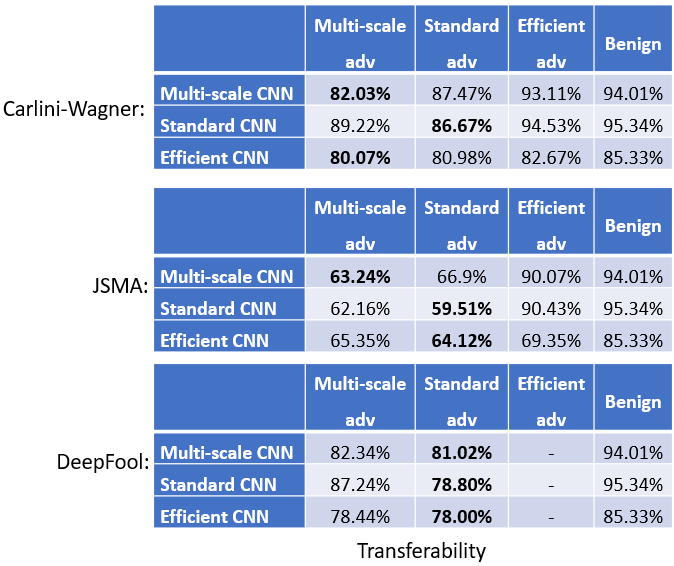 Multi-scale adv Standard adv Efficient adv Benign
Carlini-Wagner:
Multi-scale CNN 82.03% 87.47% 93.11% 94.01%
Standard CNN 89.22% 86.67% 94.53% 95.34%
Efficient CNN 80.07% 80.98% 82.67% 85.33%
Multi-scale adv Standard adv Efficient adv Benign
JSMA:
Multi-scale CNN 63.24% 66.9% 90.07% 94.01%
Standard CNN 62.16% 59.51% 90.43% 95.34%
Efficient CNN 65.35% 64.12% 69.35% 85.33%
Multi-scale adv Standard adv Efficient adv Benign
DeepFool:
Multi-scale CNN 82.34% 81.02% - 94.01%
Standard CNN 87.24% 78.80% - 95.34%
Efficient CNN 78.44% 78.00% - 85.33%
Transferability